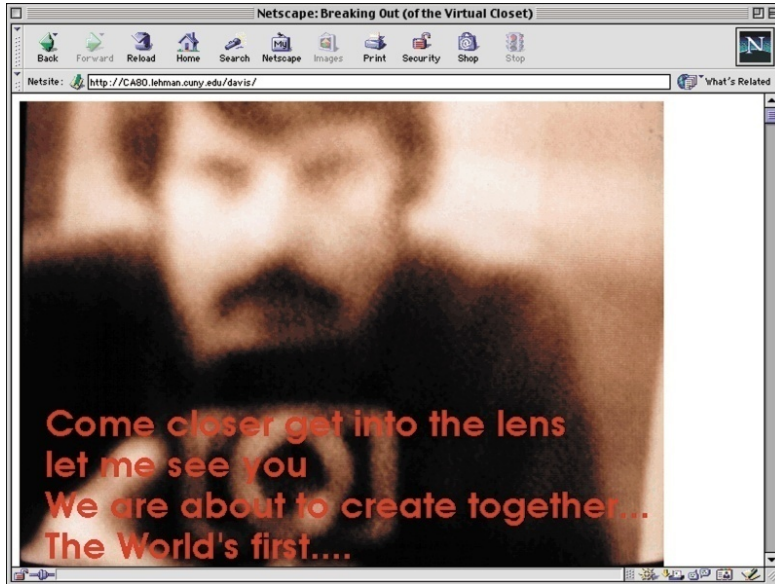 Netscape: Breaking Out (of the Virtual Closet)
Back Forward Reload Home Search Netscape Images Print Security Shop Stop
My
N
Netsite: http://CA80.lehman.cuny.edu/davis/ What's Related
Come closer get into the lens
let me see you
We are about to create together...
The World's first....